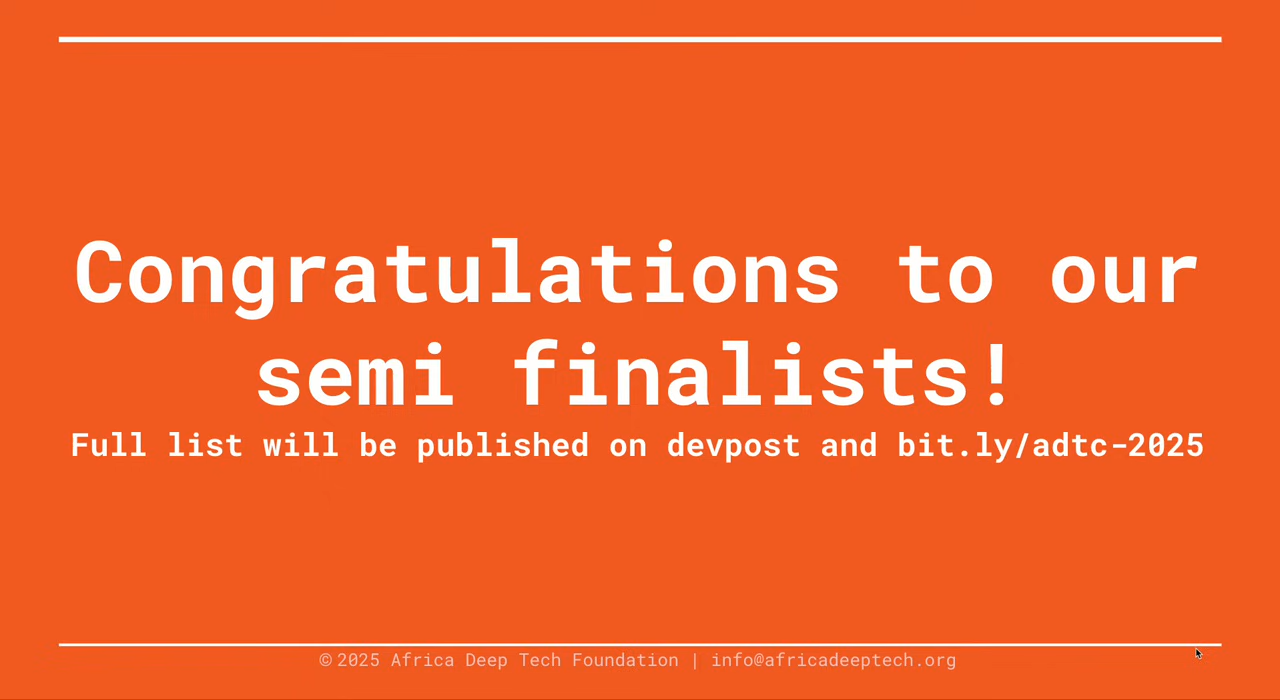 Congratulations to our
semi finalists!
Full list will be published on devpost and bit.ly/adtc-2025
© 2025 Africa Deep Tech Foundation | info@africadeeptech.org